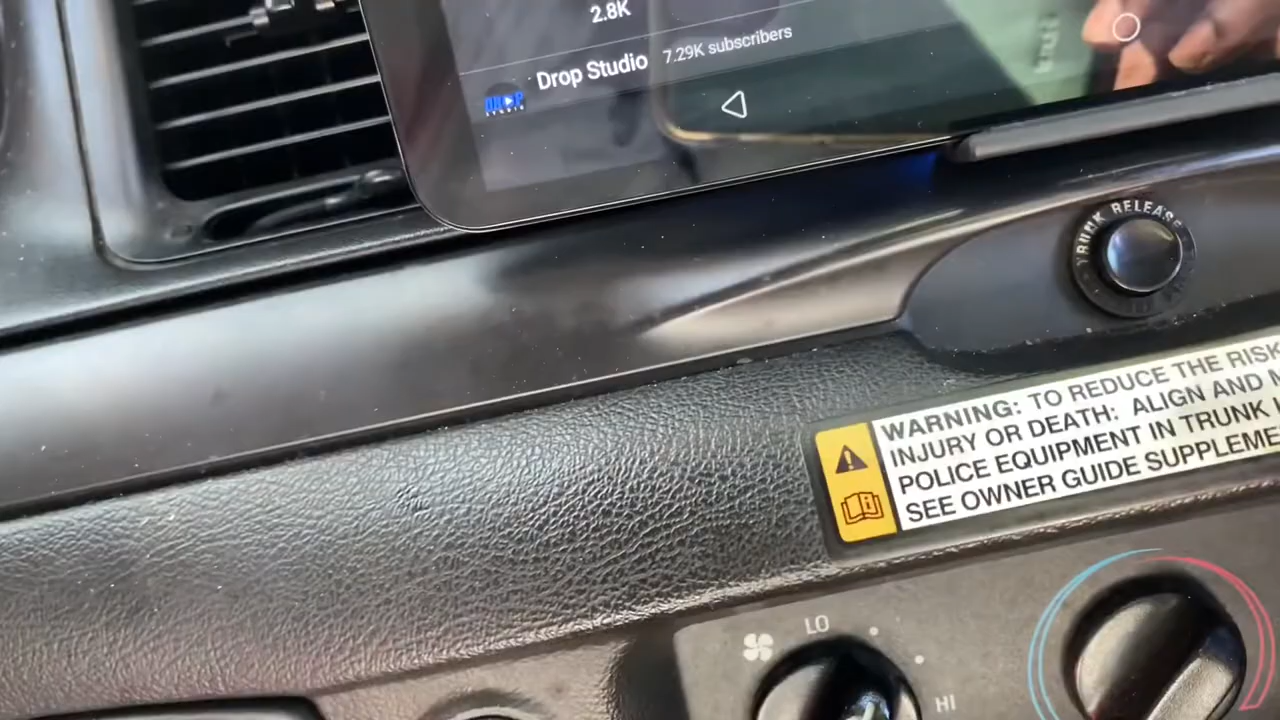 2.8K
Drop Studio 7.29K subscribers
DROP
TRUNK RELEASE
WARNING: TO REDUCE THE RISK
INJURY OR DEATH: ALIGN AND
POLICE EQUIPMENT IN TRUNK
SEE OWNER GUIDE SUPPLEME
LO
HI